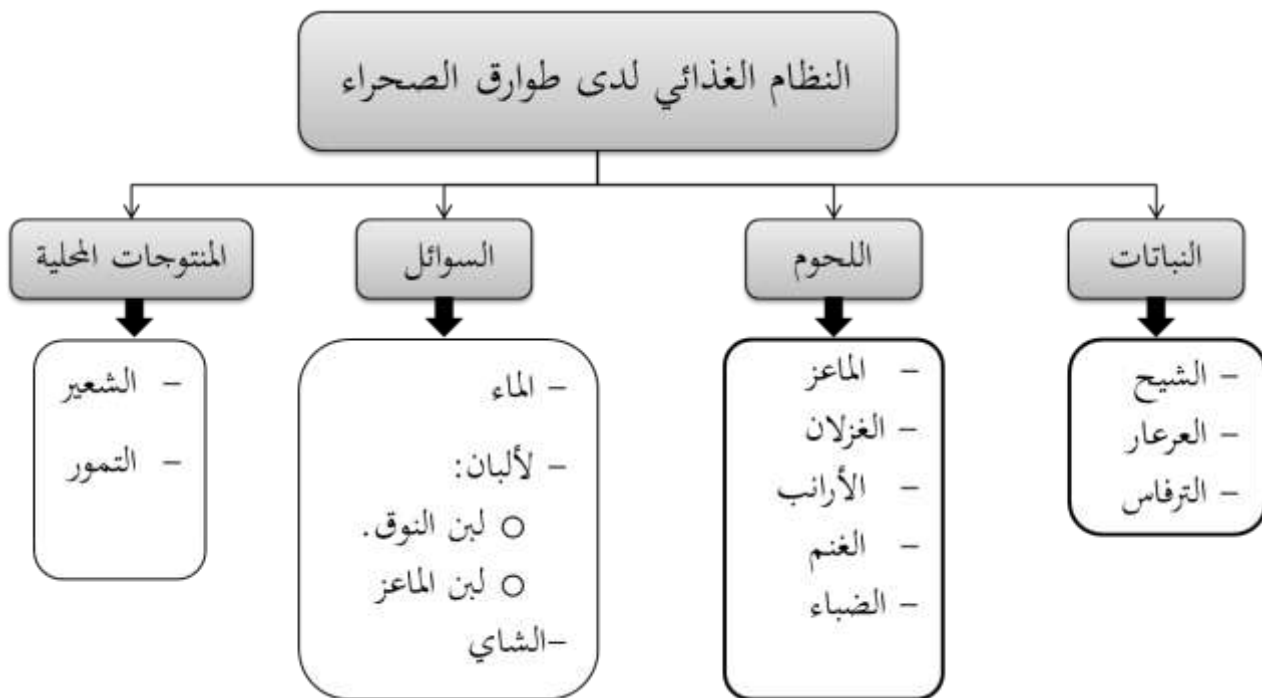 النظام الغذائي لدى طوارق الصحراء
النباتات
- الشيح
- العرعار
- الترفاس
اللحوم
- الماعز
- الغزلان
- الأرانب
- الغنم
- الضباء
السوائل
- الماء
- لألبان:
○ لبن النوق.
○ لبن الماعز
-الشاي
المنتوجات المحلية
- الشعير
- التمور